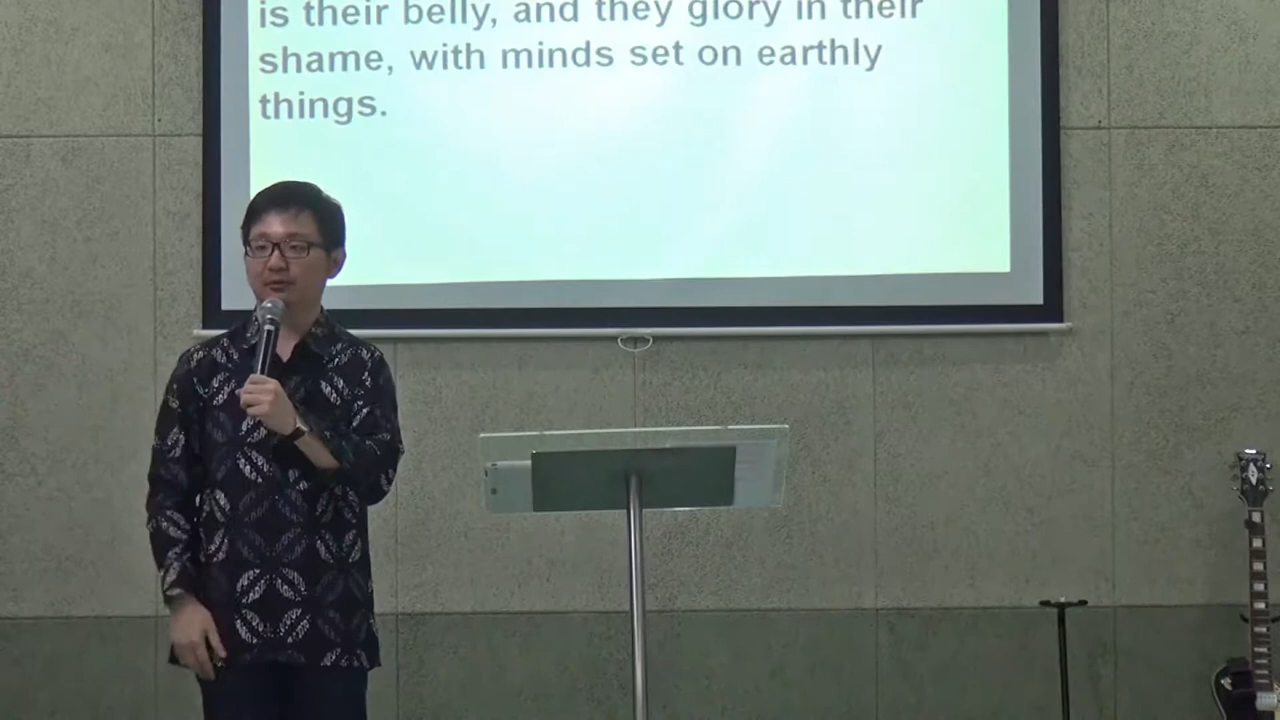 is their belly, and they glory in their
shame, with minds set on earthly
things.